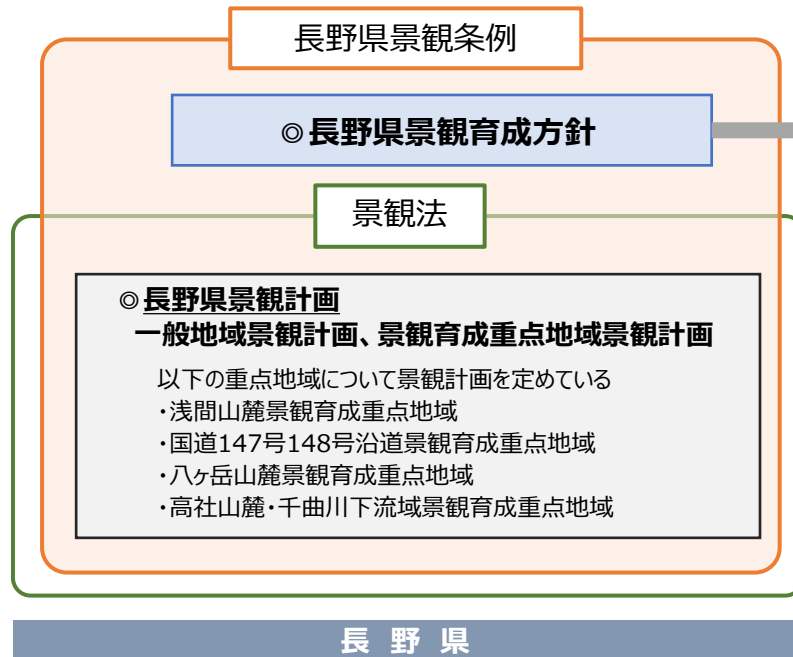 長野県景観条例
◎長野県景観育成方針
景観法
◎長野県景観計画
一般地域景観計画、景観育成重点地域景観計画
以下の重点地域について景観計画を定めている
・浅間山麓景観育成重点地域
・国道147号148号沿道景観育成重点地域
・八ヶ岳山麓景観育成重点地域
・高社山麓・千曲川下流域景観育成重点地域
長 野 県